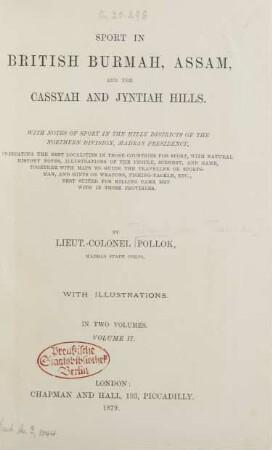 SPORT IN
BRITISH BURMAH, ASSAM,
AND THE
CASSYAH AND JYNTIAH HILLS.
WITH NOTES OF SPORT IN THE HILLY DISTRICTS OF THE
NORTHERN DIVISION, MADRAS PRESIDENCY,
INDICATING THE BEST LOCALITIES IN THOSE COUNTRIES FOR SPORT, WITH NATURAL
HISTORY NOTES, ILLUSTRATIONS OF THE PEOPLE, SCENERY, AND GAME,
TOGETHER WITH MAPS TO GUIDE THE TRAVELLER OR SPORTS-
MAN, AND HINTS ON WEAPONS, FISHING-TACKLE, ETC.,
BEST SUITED FOR KILLING GAME MET
WITH IN THOSE PROVINCES.
BY
LIEUT.-COLONEL POLLOK,
MADRAS STAFF CORPS.
WITH ILLUSTRATIONS.
IN TWO VOLUMES.
VOLUME II.
Preußische
Staatsbibliothek
Berlin
LONDON:
CHAPMAN AND HALL, 193, PICCADILLY.
1879.